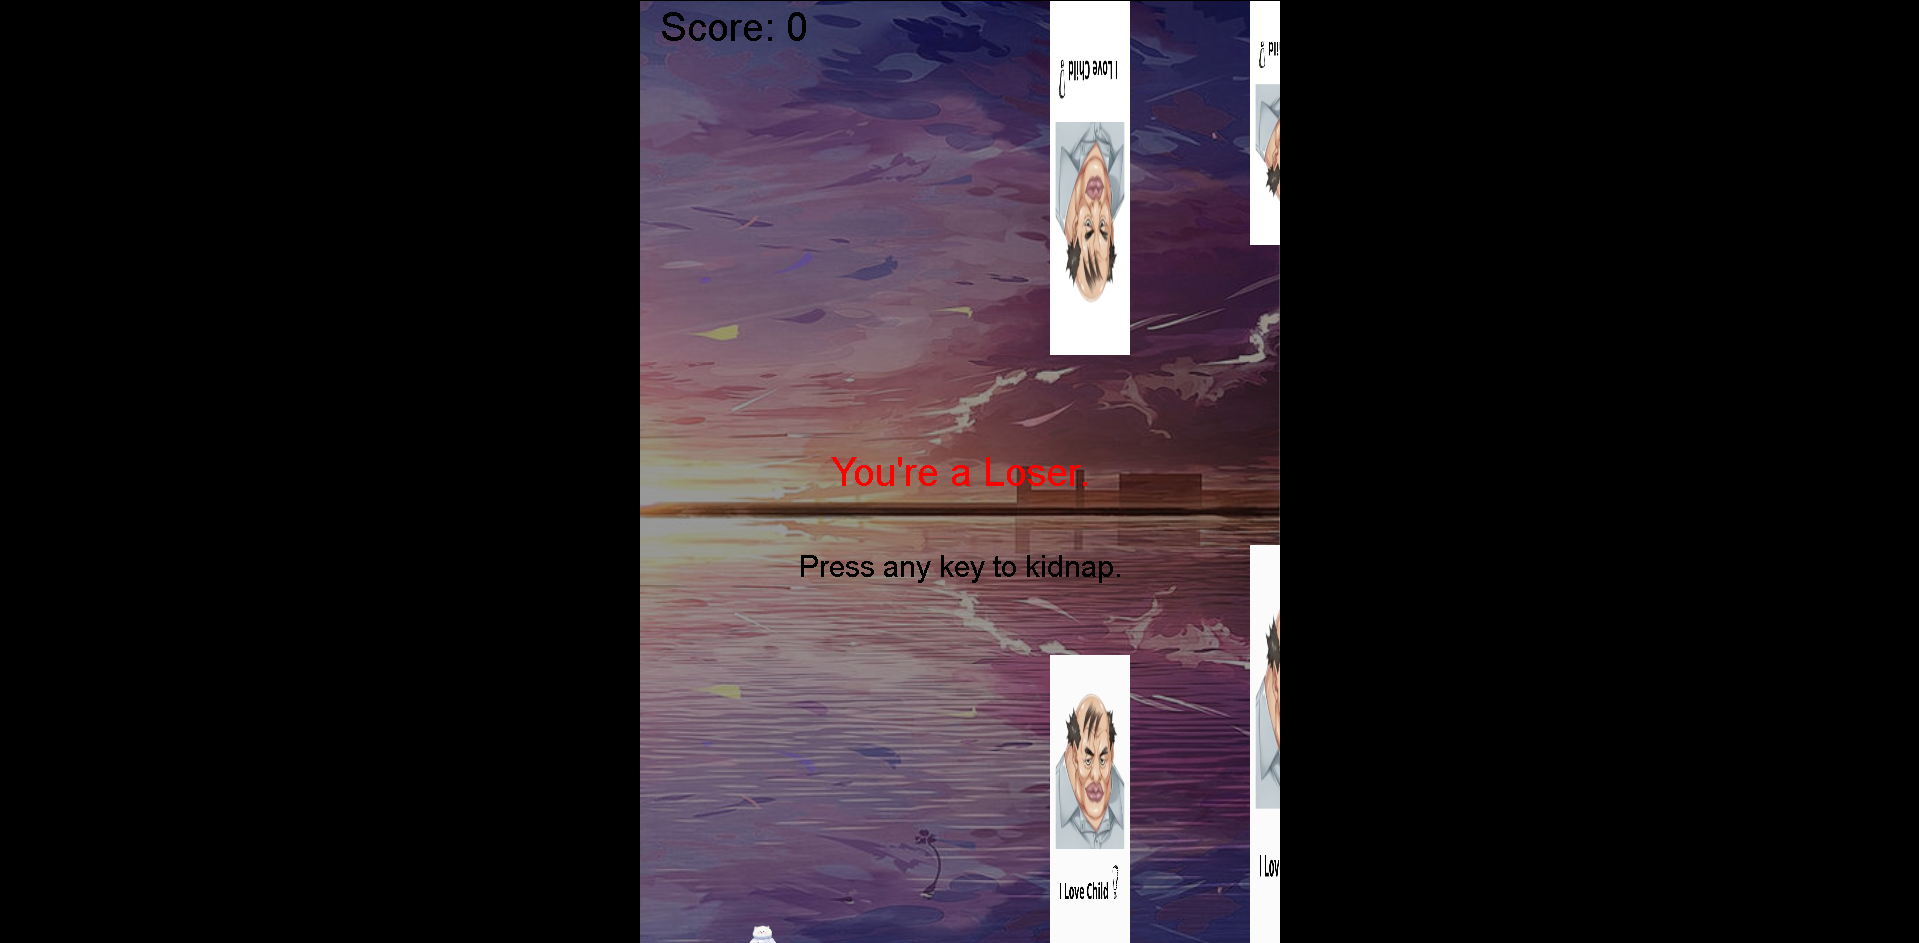 Score: 0
I Love Child
You're a Loser.
Press any key to kidnap.
I Love Child
I Lov